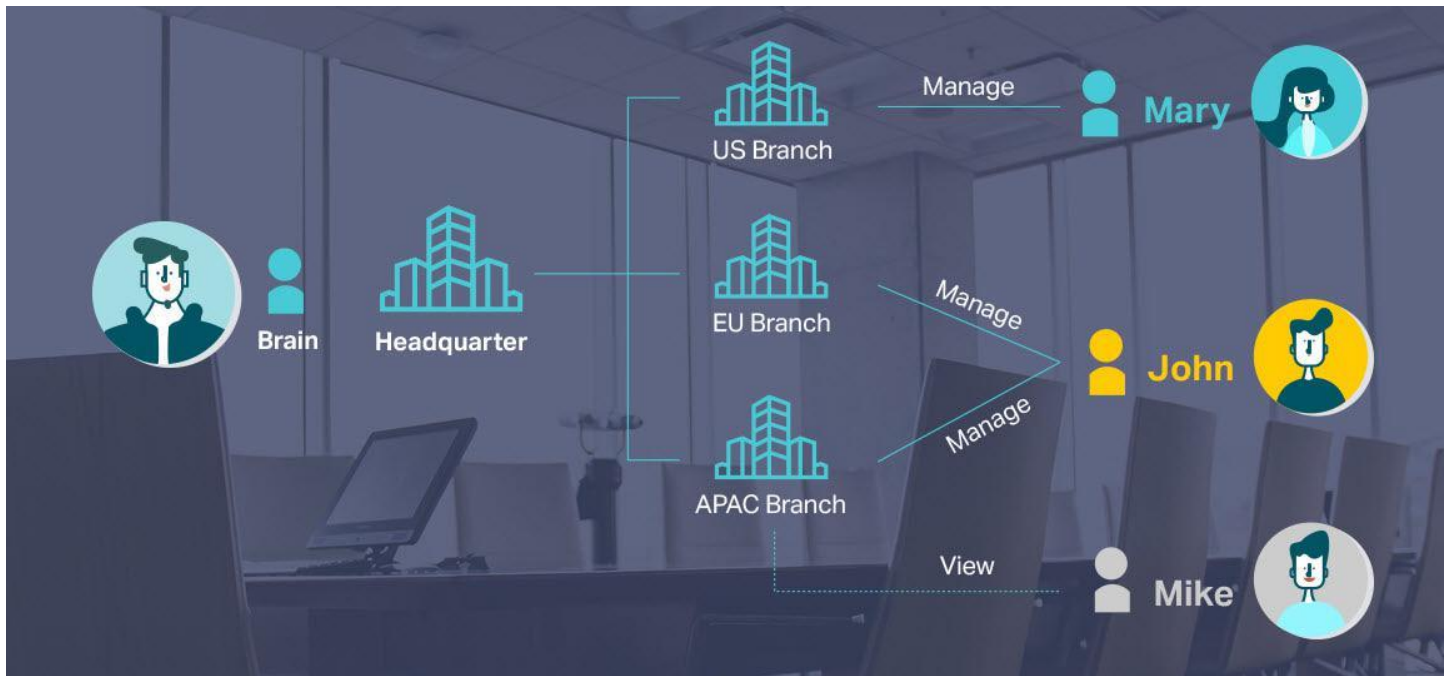 Manage
Mary
US Branch
Brain
Headquarter
EU Branch
Manage
John
Manage
APAC Branch
View
Mike